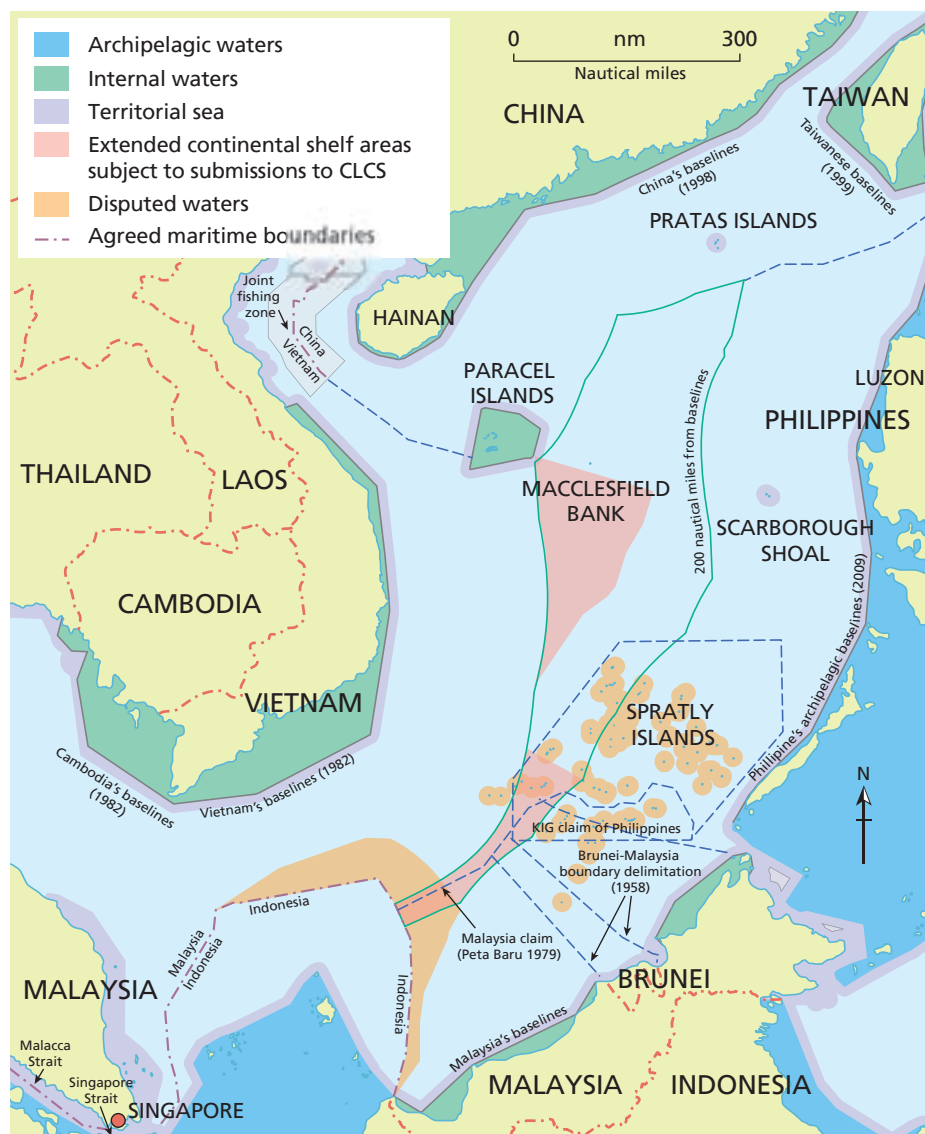 Archipelagic waters
Internal waters
Territorial sea
Extended continental shelf areas
subject to submissions to CLCS
Disputed waters
Agreed maritime boundaries
0 nm 300
Nautical miles
CHINA
TAIWAN
China's baselines
(1998)
Taiwanese baselines
(1999)
PRATAS ISLANDS
Joint
fishing
zone
China
Vietnam
HAINAN
PARACEL
ISLANDS
LUZON
PHILIPPINES
200 nautical miles from baselines
THAILAND
LAOS
MACCLESFIELD
BANK
SCARBOROUGH
SHOAL
CAMBODIA
VIETNAM
SPRATLY
ISLANDS
Phillipine's archipelagic baselines (2009)
Cambodia's baselines
(1982)
Vietnam's baselines (1982)
N
KIG claim of Philippines
Brunei-Malaysia
boundary delimitation
(1958)
Indonesia
Malaysia
Indonesia
Malaysia claim
(Peta Baru 1979)
Indonesia
MALAYSIA
BRUNEI
Malaysia's baselines
Malacca
Strait
Singapore
Strait
SINGAPORE
MALAYSIA
INDONESIA